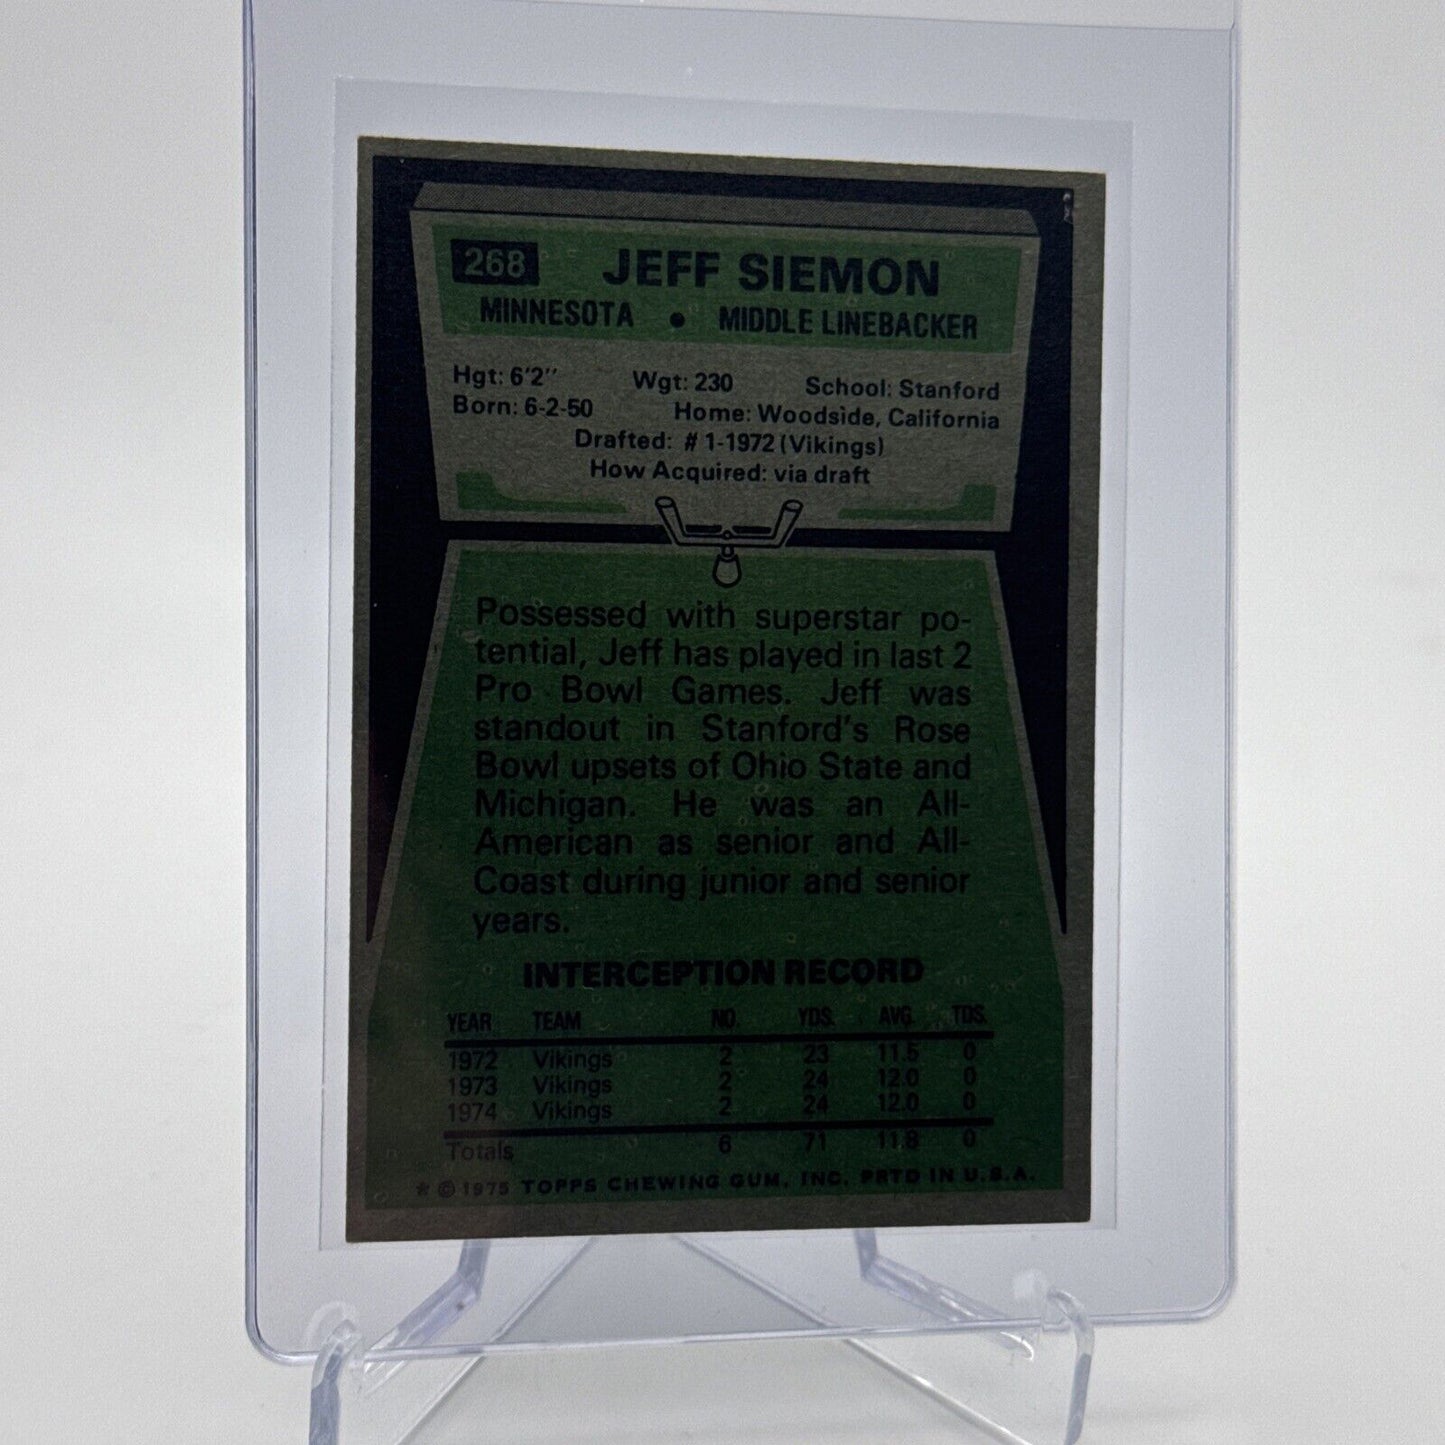 268 JEFF SIEMON
MINNESOTA • MIDDLE LINEBACKER
Hgt: 6'2" Wgt: 230 School: Stanford
Born: 6-2-50 Home: Woodside, California
Drafted: #1-1972 (Vikings)
How Acquired: via draft
Possessed with superstar po-
tential, Jeff has played in last 2
Pro Bowl Games. Jeff was
standout in Stanford's Rose
Bowl upsets of Ohio State and
Michigan. He was an All-
American as senior and All-
Coast during junior and senior
years.
INTERCEPTION RECORD
YEAR TEAM NO. YDS. AVG. TDS.
1972 Vikings 2 23 11.5 0
1973 Vikings 2 24 12.0 0
1974 Vikings 2 24 12.0 0
Totals 6 71 11.8 0
* © 1975 TOPPS CHEWING GUM, INC. PRTD IN U.S.A.